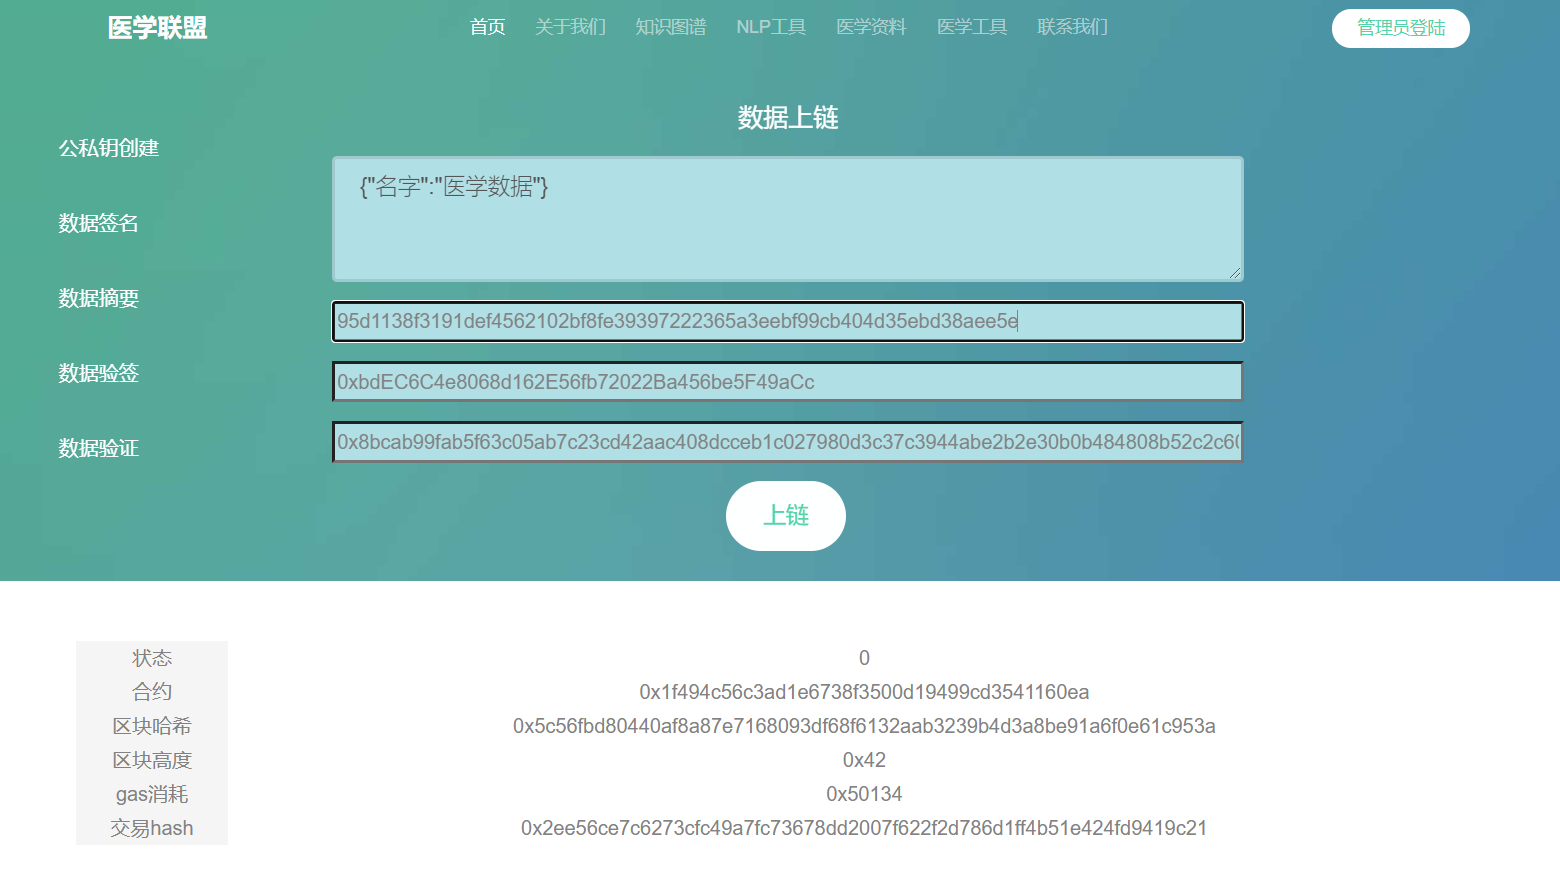 医学联盟 首页 关于我们 知识图谱 NLP工具 医学资料 医学工具 联系我们 管理员登陆
数据上链
公私钥创建
数据签名
数据摘要
数据验签
数据验证
{"名字":"医学数据"}
95d1138f3191def4562102bf8fe39397222365a3eebf99cb404d35ebd38aee5e
0xbdEC6C4e8068d162E56fb72022Ba456be5F49aCc
0x8bcab99fab5f63c05ab7c23cd42aac408dcceb1c027980d3c37c3944abe2b2e30b0b484808b52c2c60
上链
状态 0
合约 0x1f494c56c3ad1e6738f3500d19499cd3541160ea
区块哈希 0x5c56fbd80440af8a87e7168093df68f6132aab3239b4d3a8be91a6f0e61c953a
区块高度 0x42
gas消耗 0x50134
交易hash 0x2ee56ce7c6273cfc49a7fc73678dd2007f622f2d786d1ff4b51e424fd9419c21